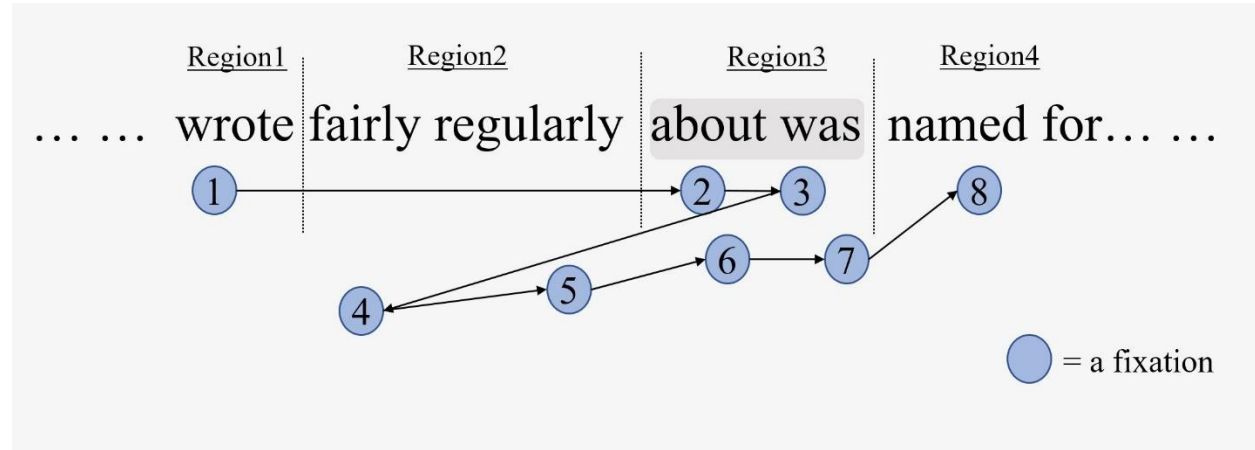 Region1 Region2 Region3 Region4
… … wrote fairly regularly about was named for… …
1 2 3 8
6 7
4 5
= a fixation